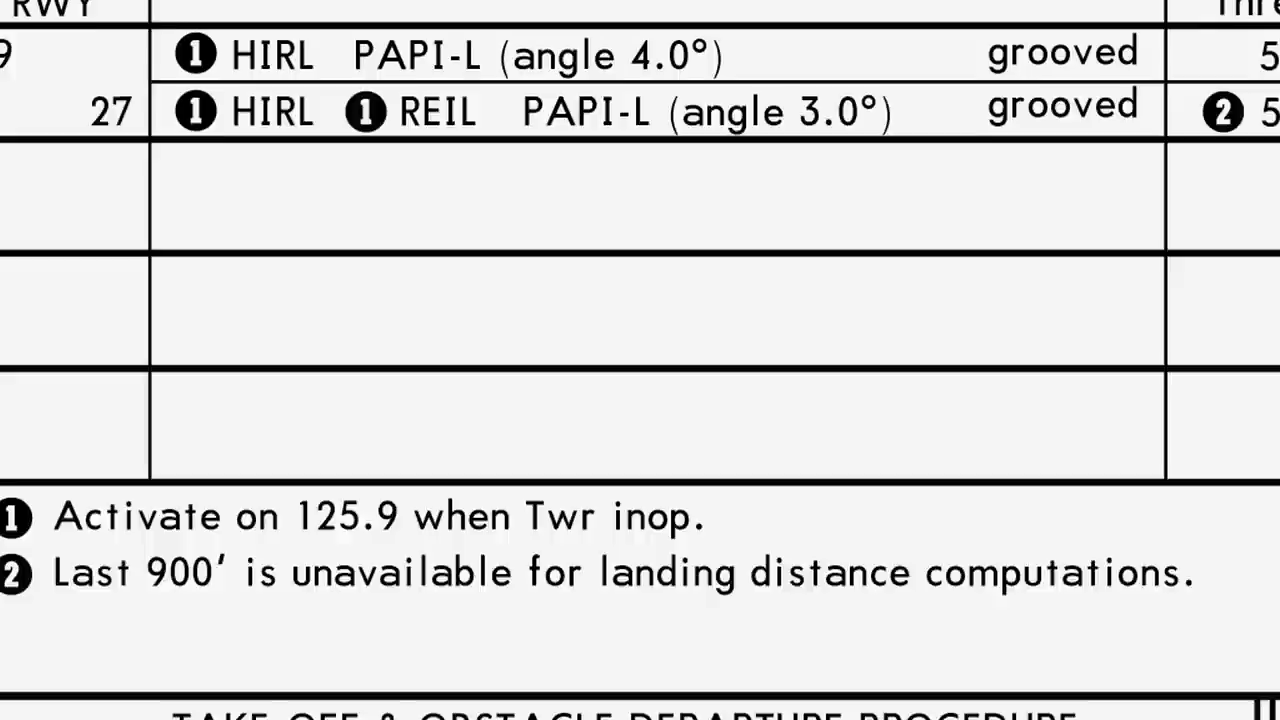 RWY
9 ❶ HIRL PAPI-L (angle 4.0°) grooved 5
27 ❶ HIRL ❶ REIL PAPI-L (angle 3.0°) grooved ❷ 5
❶ Activate on 125.9 when Twr inop.
❷ Last 900' is unavailable for landing distance computations.
TAKE-OFF & OBSTACLE DEPARTURE PROCEDURE